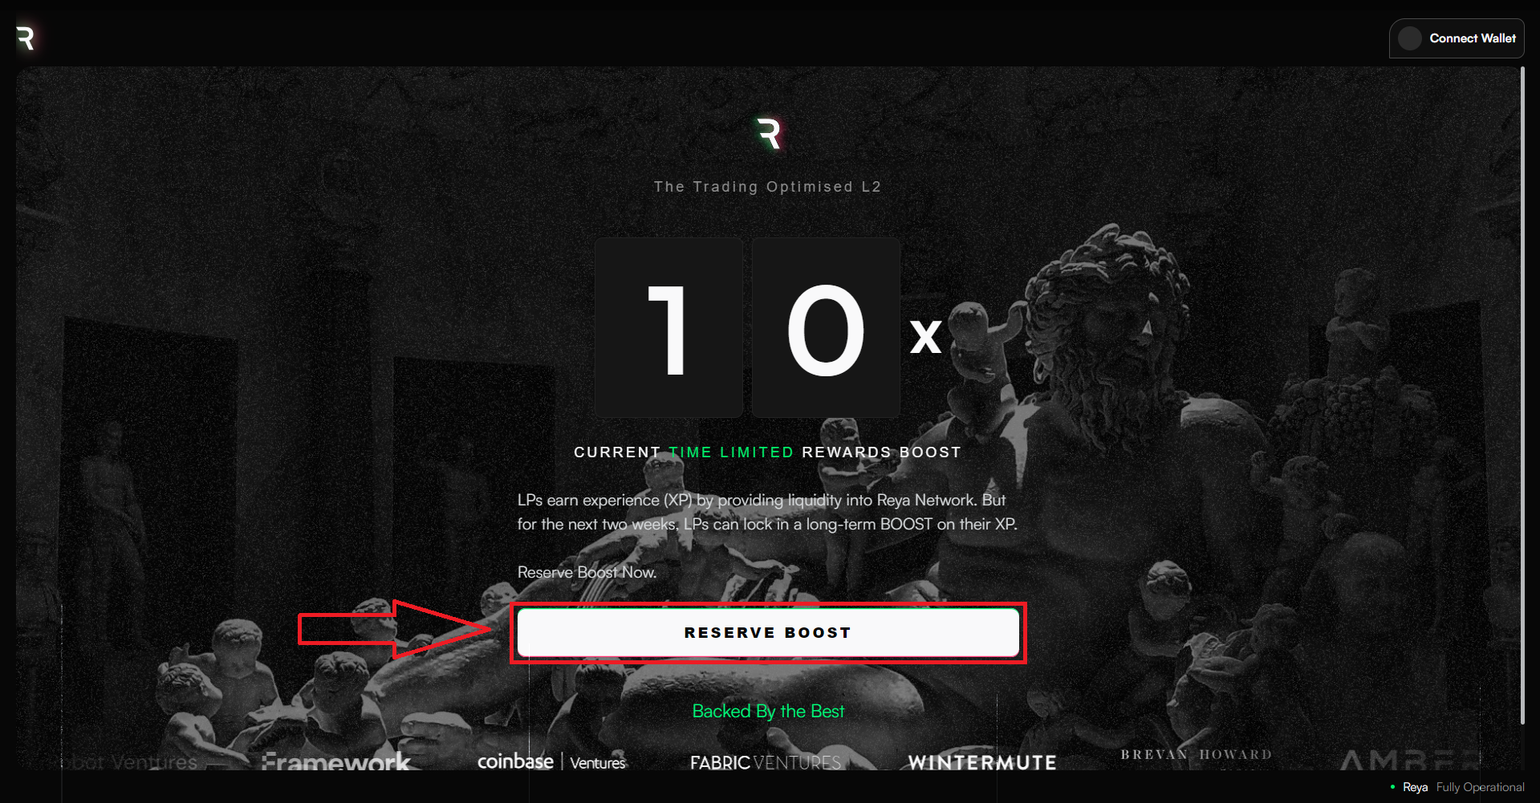 Connect Wallet
The Trading Optimised L2
10x
CURRENT TIME LIMITED REWARDS BOOST
LPs earn experience (XP) by providing liquidity into Reya Network. But
for the next two weeks, LPs can lock in a long-term BOOST on their XP.
Reserve Boost Now.
RESERVE BOOST
Backed By the Best
Ventures Framework coinbase | Ventures FABRIC VENTURES WINTERMUTE BREVAN HOWARD AMBER
Reya Fully Operational